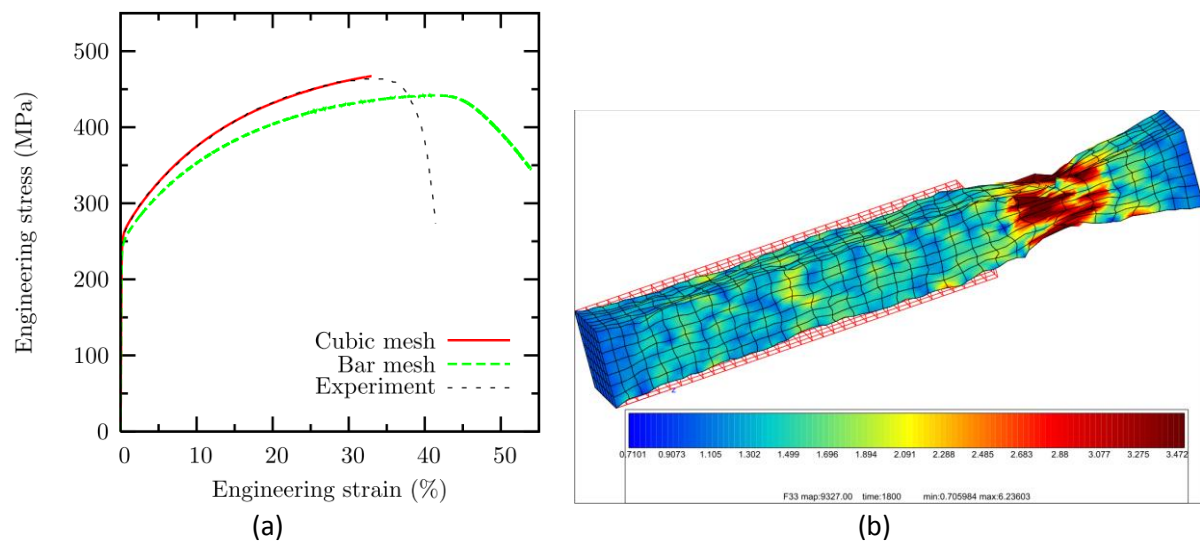 500
400
300
200
100
0
Engineering stress (MPa)
Cubic mesh
Bar mesh
Experiment
0 10 20 30 40 50
Engineering strain (%)
(a)
z
0.7101 0.9073 1.105 1.302 1.499 1.696 1.894 2.091 2.288 2.485 2.683 2.88 3.077 3.275 3.472
F33 map:9327.00 time:1800 min:0.705984 max:6.23603
(b)